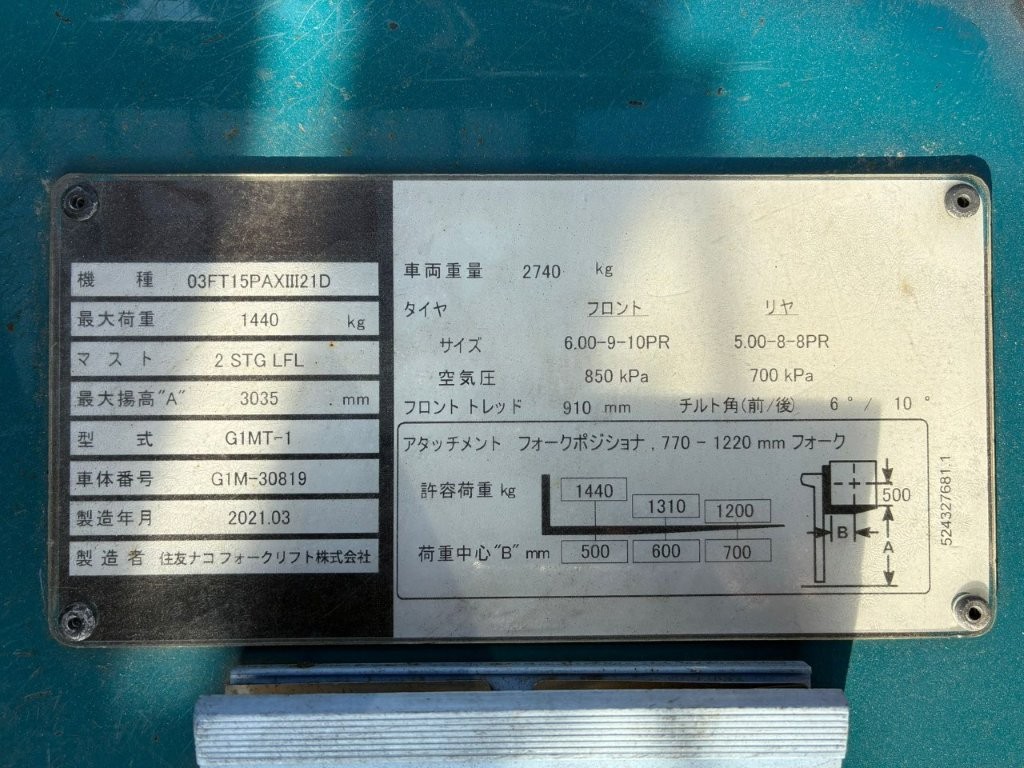 機種 03FT15PAXIII21D
最大荷重 1440 kg
マスト 2 STG LFL
最大揚高"A" 3035 mm
型式 G1MT-1
車体番号 G1M-30819
製造年月 2021.03
製造者 住友ナコ フォークリフト株式会社
車両重量 2740 kg
タイヤ フロント リヤ
サイズ 6.00-9-10PR 5.00-8-8PR
空気圧 850 kPa 700 kPa
フロント トレッド 910 mm チルト角(前/後) 6° / 10°
アタッチメント フォークポジショナ , 770 - 1220 mm フォーク
許容荷重 kg 1440 1310 1200
荷重中心"B" mm 500 600 700
500
B
A
524327681.1